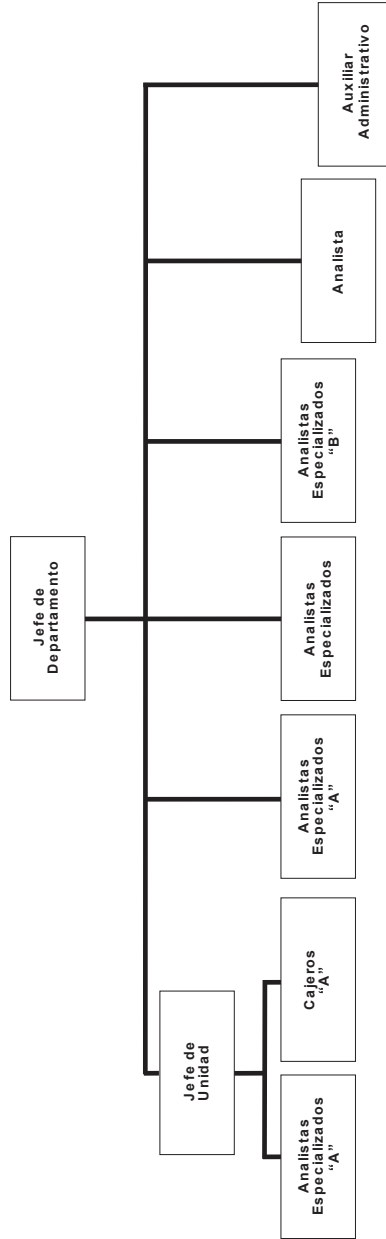 Jefe de
Departamento
Jefe de
Unidad
Analistas
Especializados
“A”
Cajeros
“A”
Analistas
Especializados
“A”
Analistas
Especializados
Analistas
Especializados
“B”
Analista
Auxiliar
Administrativo